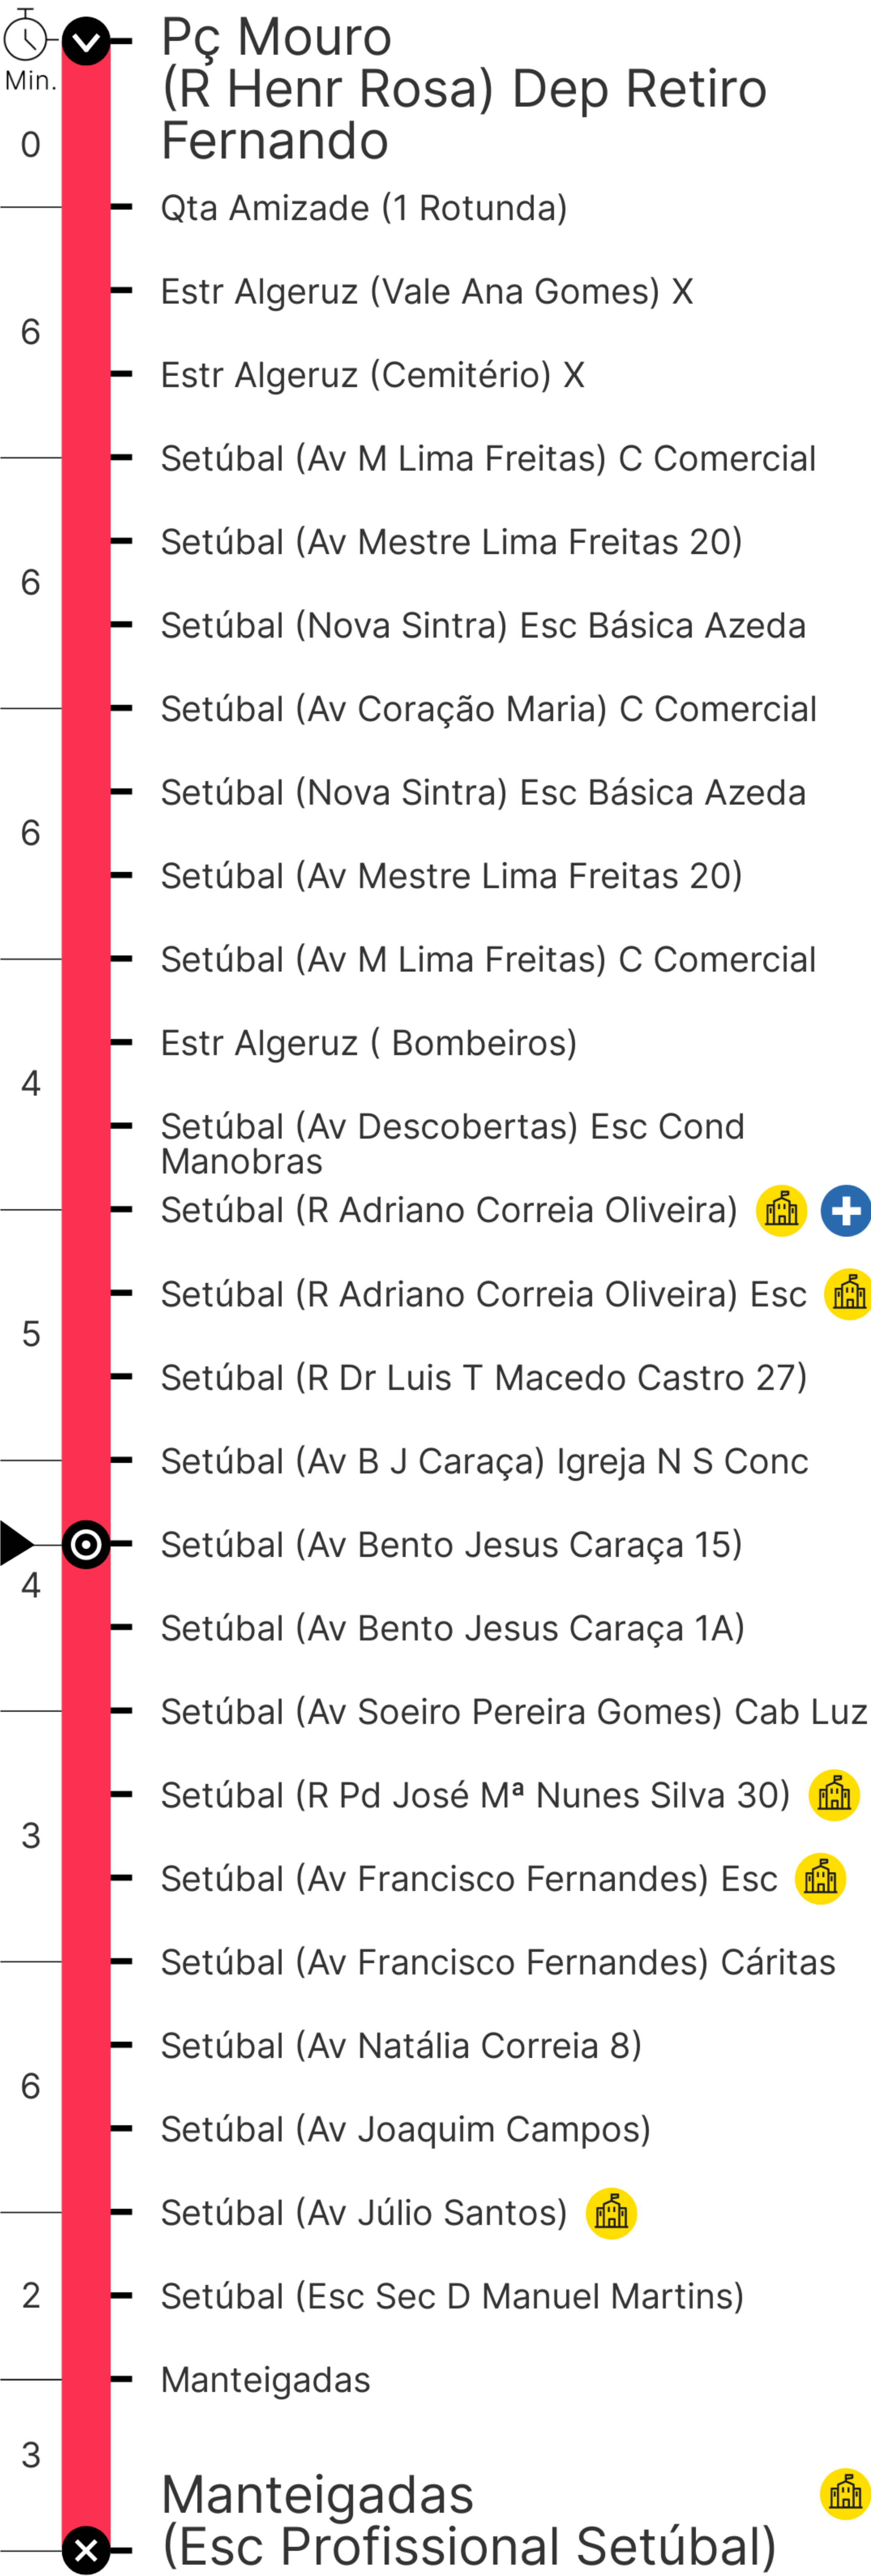 Pç Mouro
(R Henr Rosa) Dep Retiro
Fernando
Min.
0
Qta Amizade (1 Rotunda)
Estr Algeruz (Vale Ana Gomes) X
6
Estr Algeruz (Cemitério) X
Setúbal (Av M Lima Freitas) C Comercial
Setúbal (Av Mestre Lima Freitas 20)
6
Setúbal (Nova Sintra) Esc Básica Azeda
Setúbal (Av Coração Maria) C Comercial
Setúbal (Nova Sintra) Esc Básica Azeda
6
Setúbal (Av Mestre Lima Freitas 20)
Setúbal (Av M Lima Freitas) C Comercial
Estr Algeruz ( Bombeiros)
4
Setúbal (Av Descobertas) Esc Cond
Manobras
Setúbal (R Adriano Correia Oliveira)
Setúbal (R Adriano Correia Oliveira) Esc
5
Setúbal (R Dr Luis T Macedo Castro 27)
Setúbal (Av B J Caraça) Igreja N S Conc
Setúbal (Av Bento Jesus Caraça 15)
4
Setúbal (Av Bento Jesus Caraça 1A)
Setúbal (Av Soeiro Pereira Gomes) Cab Luz
Setúbal (R Pd José Mª Nunes Silva 30)
3
Setúbal (Av Francisco Fernandes) Esc
Setúbal (Av Francisco Fernandes) Cáritas
Setúbal (Av Natália Correia 8)
6
Setúbal (Av Joaquim Campos)
Setúbal (Av Júlio Santos)
2
Setúbal (Esc Sec D Manuel Martins)
Manteigadas
3
Manteigadas
(Esc Profissional Setúbal)